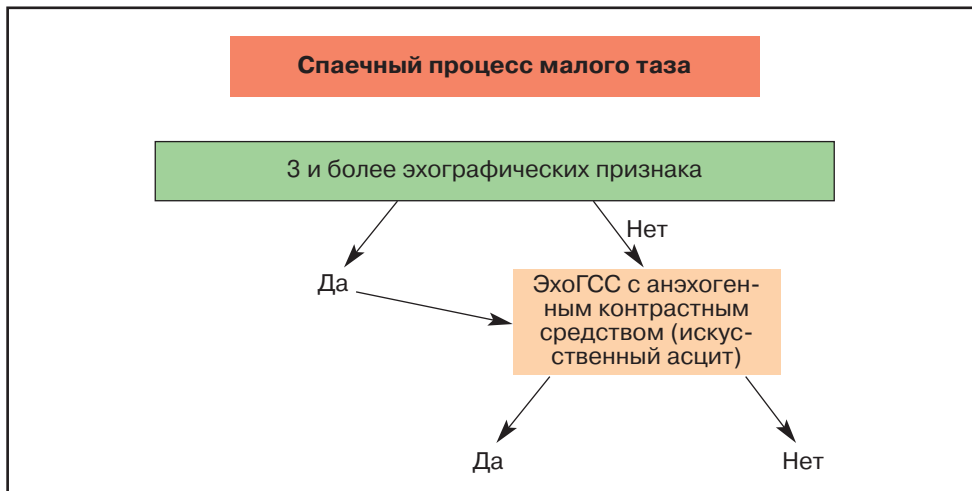 Спаечный процесс малого таза
3 и более эхографических признака
Нет
Да
ЭхоГСС с анэхоген-
ным контрастным
средством (искус-
ственный асцит)
Да
Нет